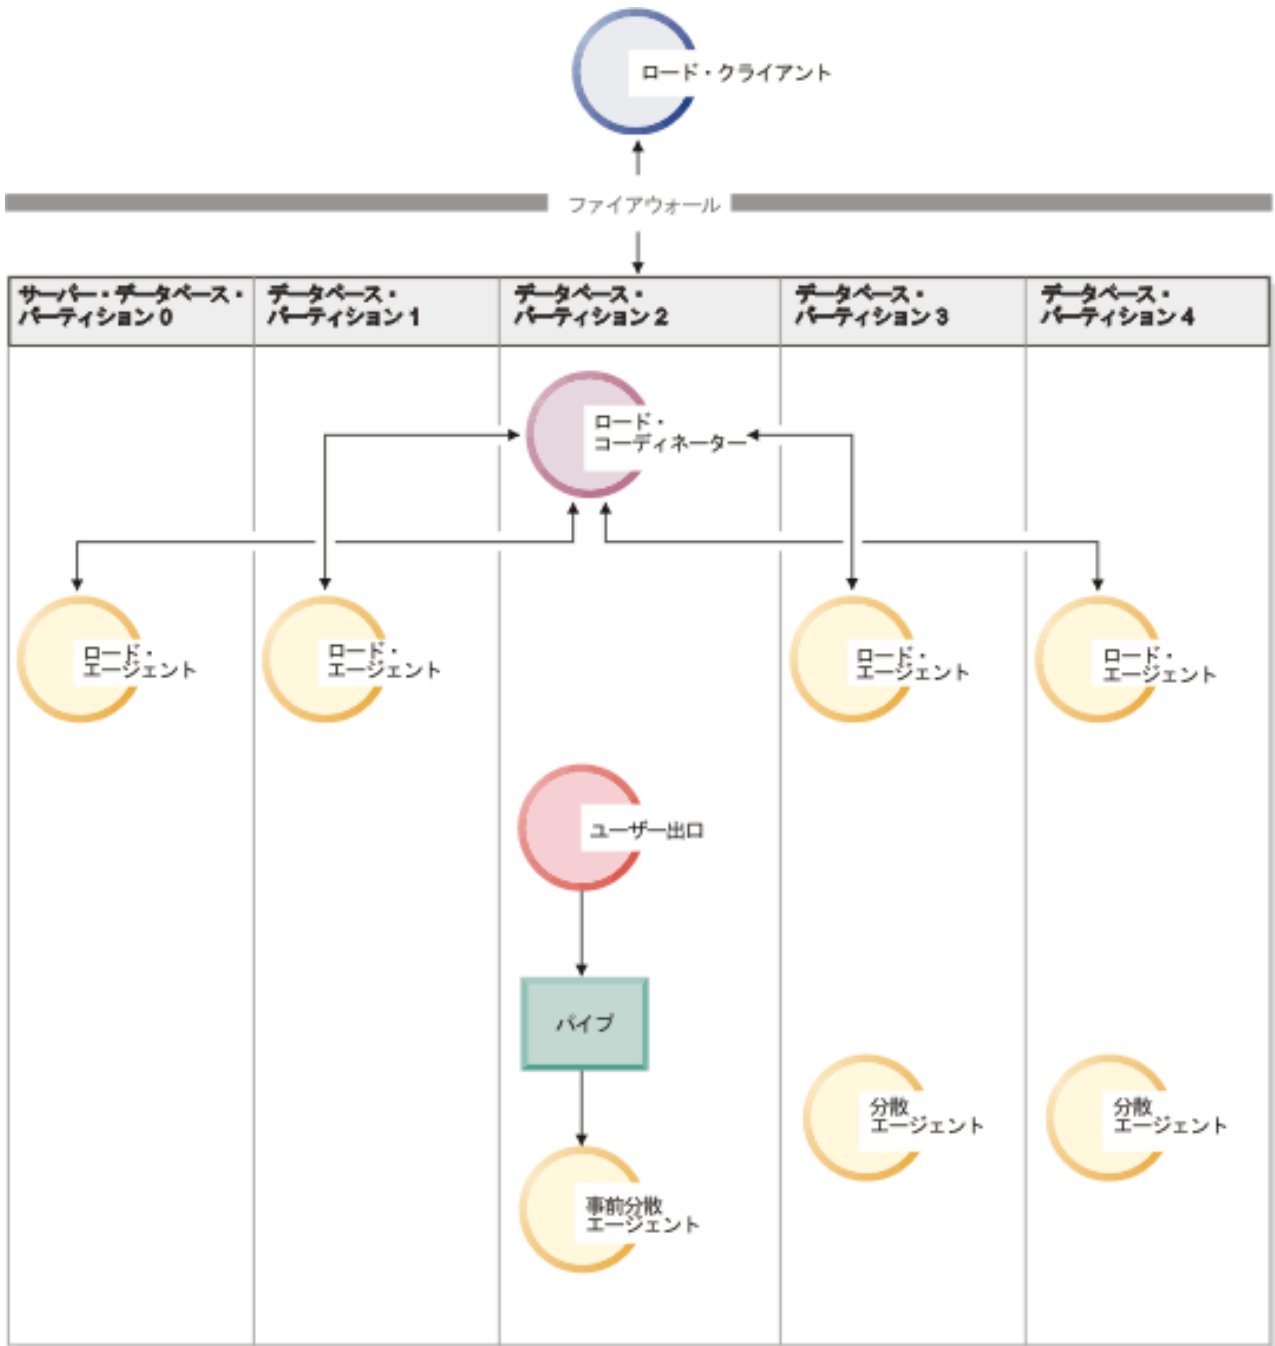 ロード・クライアント
ファイアウォール
サーバー・データベース・
パーティション 0
データベース・
パーティション 1
データベース・
パーティション 2
データベース・
パーティション 3
データベース・
パーティション 4
ロード・
コーディネーター
ロード・
エージェント
ロード・
エージェント
ロード・
エージェント
ロード・
エージェント
ユーザー出口
パイプ
分散
エージェント
分散
エージェント
事前分散
エージェント